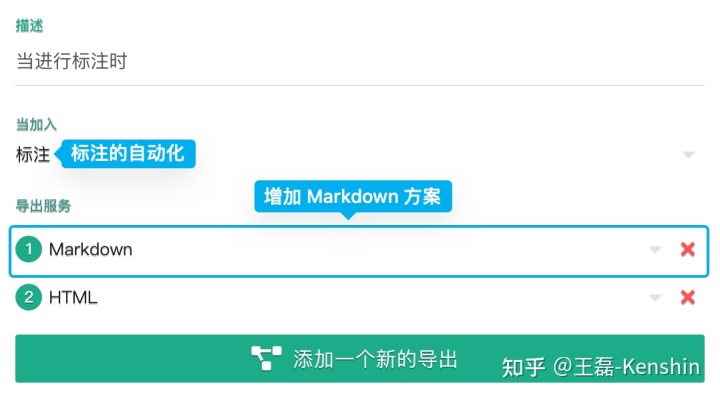 描述
当进行标注时
当加入
标注
标注的自动化
导出服务
增加 Markdown 方案
1 Markdown
2 HTML
添加一个新的导出
知乎 @王磊-Kenshin